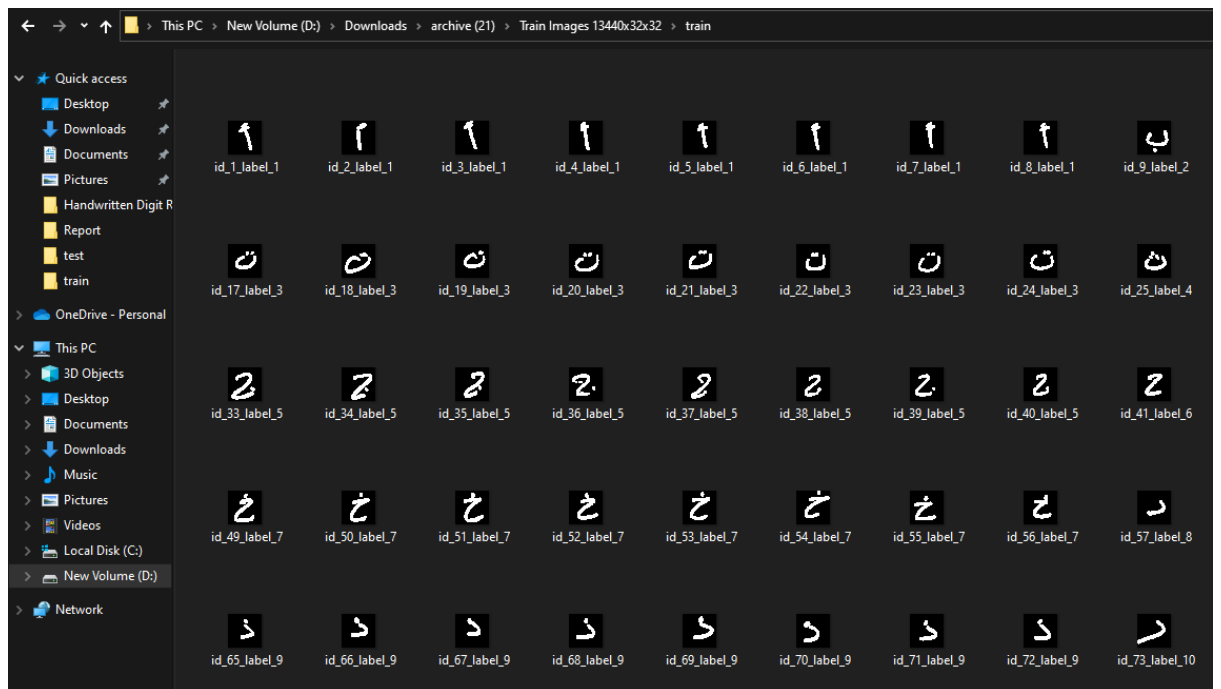 This PC > New Volume (D:) > Downloads > archive (21) > Train Images 13440x32x32 > train
Quick access
Desktop
Downloads
Documents
Pictures
Handwritten Digit R
Report
test
train
OneDrive - Personal
This PC
3D Objects
Desktop
Documents
Downloads
Music
Pictures
Videos
Local Disk (C:)
New Volume (D:)
Network
أ أ أ أ أ أ أ أ ب
id_1_label_1 id_2_label_1 id_3_label_1 id_4_label_1 id_5_label_1 id_6_label_1 id_7_label_1 id_8_label_1 id_9_label_2
ت ت ت ت ت ت ت ت ث
id_17_label_3 id_18_label_3 id_19_label_3 id_20_label_3 id_21_label_3 id_22_label_3 id_23_label_3 id_24_label_3 id_25_label_4
ج ج ج ج ج ج ج ج ح
id_33_label_5 id_34_label_5 id_35_label_5 id_36_label_5 id_37_label_5 id_38_label_5 id_39_label_5 id_40_label_5 id_41_label_6
خ خ خ خ خ خ خ خ د
id_49_label_7 id_50_label_7 id_51_label_7 id_52_label_7 id_53_label_7 id_54_label_7 id_55_label_7 id_56_label_7 id_57_label_8
ذ ذ ذ ذ ذ ذ ذ ذ ر
id_65_label_9 id_66_label_9 id_67_label_9 id_68_label_9 id_69_label_9 id_70_label_9 id_71_label_9 id_72_label_9 id_73_label_10